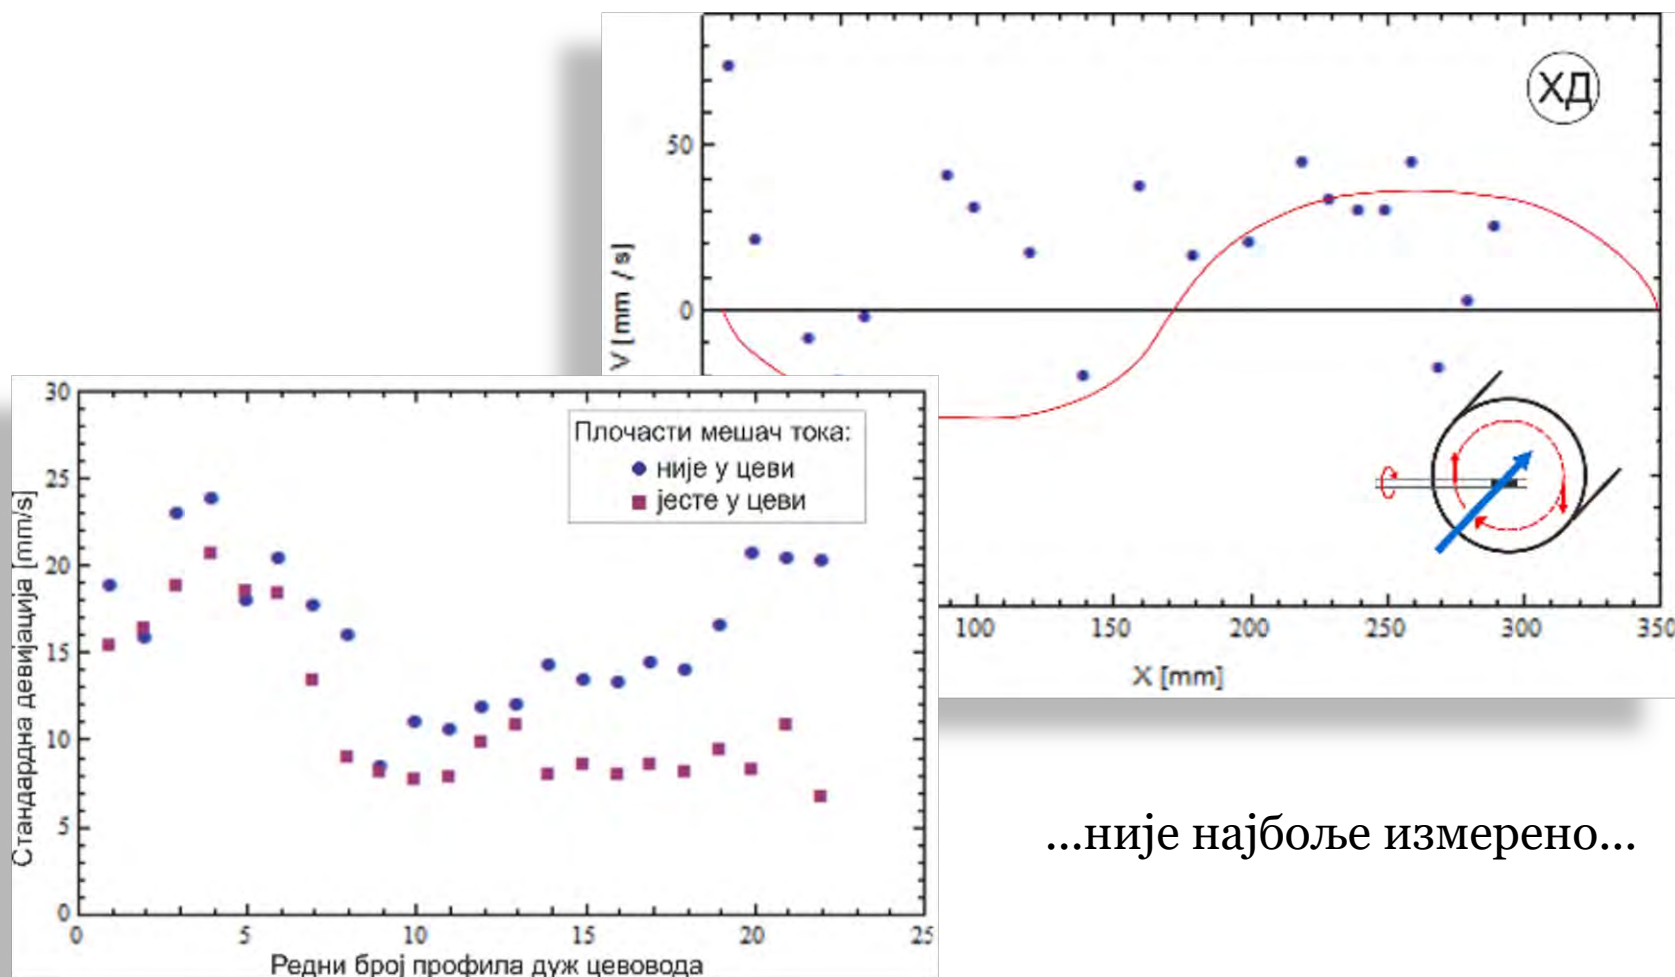 ХД
50
0
V [mm / s]
100 150 200 250 300 350
X [mm]
30
25
20
15
10
5
0
Стандардна девијација [mm/s]
Плочасти мешач тока:
није у цеви
јесте у цеви
0 5 10 15 20 25
Редни број профила дуж цевовода
...није најбоље измерено...